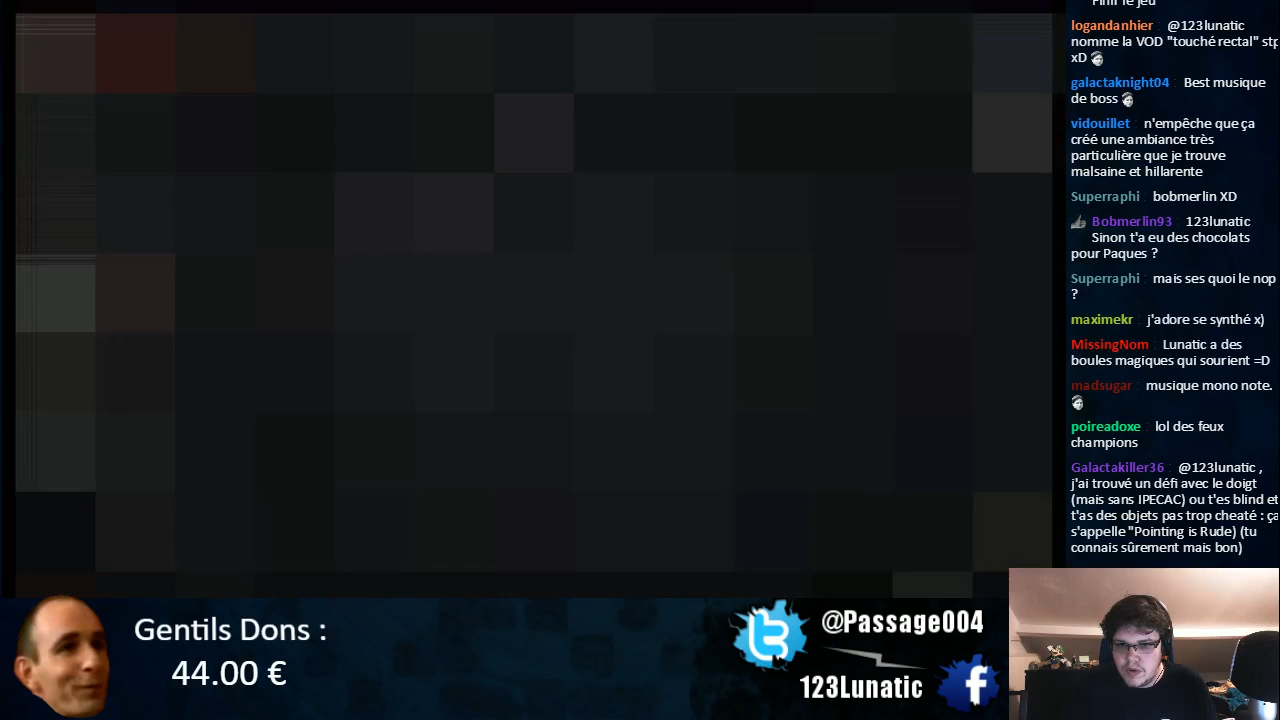 Finir le jeu
logandanhier : @123lunatic
nomme la VOD "touché rectal" stp
xD
galactaknight04 : Best musique
de boss
vidouillet : n'empêche que ça
créé une ambiance très
particulière que je trouve
malsaine et hillarente
Superraphi : bobmerlin XD
Bobmerlin93 : 123lunatic
Sinon t'a eu des chocolats
pour Paques ?
Superraphi : mais ses quoi le nop
?
maximekr : j'adore se synthé x)
MissingNom : Lunatic a des
boules magiques qui sourient =D
madsugar : musique mono note.
poireadoxe : lol des feux
champions
Galactakiller36 : @123lunatic ,
j'ai trouvé un défi avec le doigt
(mais sans IPECAC) ou t'es blind et
t'as des objets pas trop cheaté : ça
s'appelle "Pointing is Rude) (tu
connais sûrement mais bon)
Gentils Dons :
44.00 €
@Passage004
123Lunatic